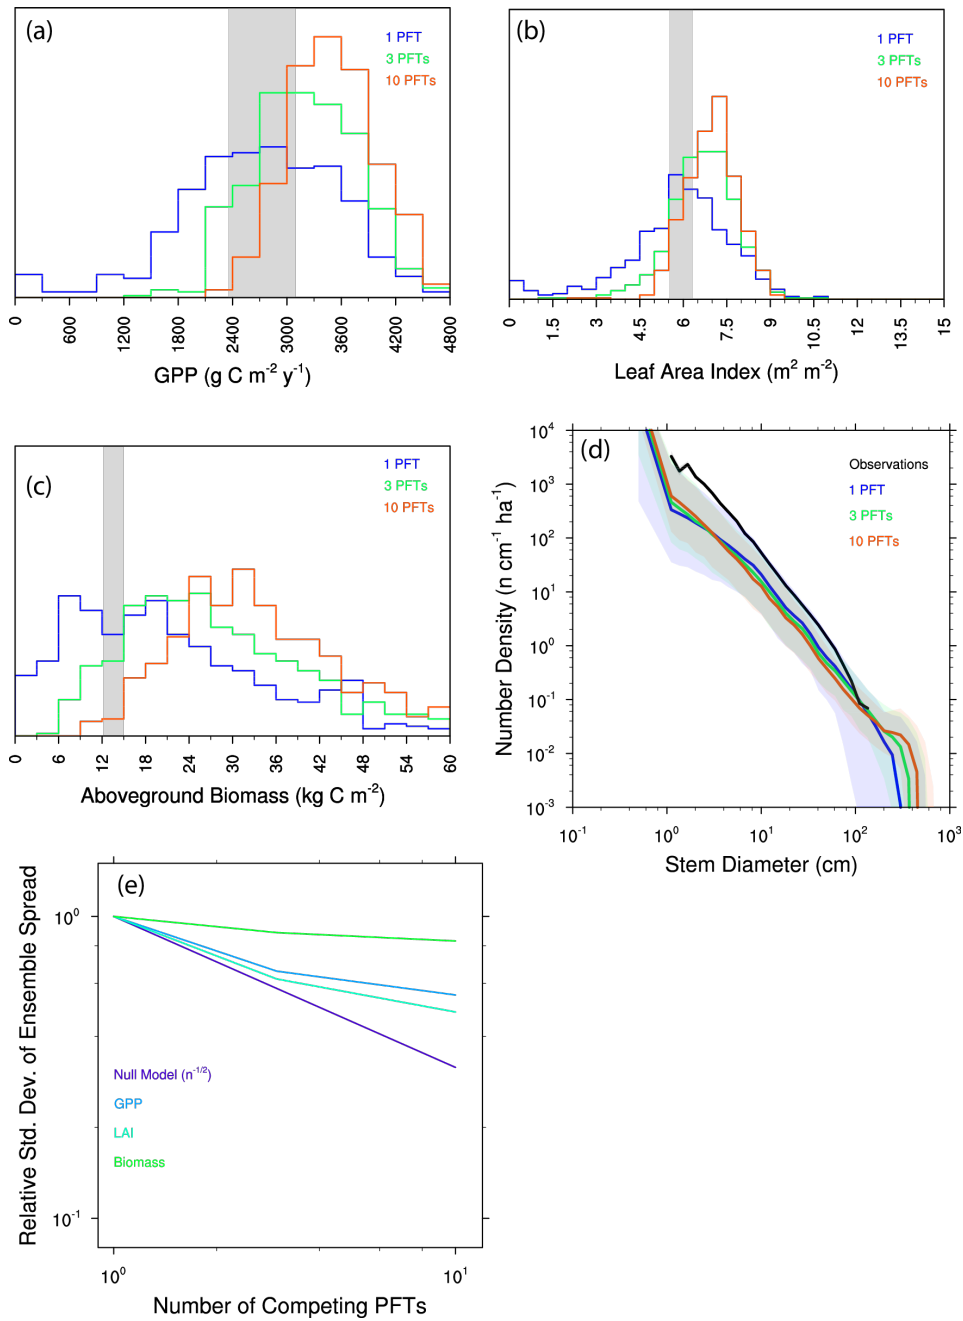 (a)
1 PFT
3 PFTs
10 PFTs
0
1200
2400
3000
3600
4200
4800
GPP (g C m⁻² y⁻¹)
(b)
1 PFT
3 PFTs
10 PFTs
0 1.5 3 4.5 6 7.5 9 10.5 12 13.5 15
Leaf Area Index (m² m⁻²)
(c)
1 PFT
3 PFTs
10 PFTs
0 6 12 18 24 30 36 42 48 54 60
Aboveground Biomass (kg C m⁻²)
(d)
Observations
1 PFT
3 PFTs
10 PFTs
Number Density (n cm⁻¹ ha⁻¹)
10⁴
10³
10²
10¹
10⁰
10⁻¹
10⁻²
10⁻³
10⁻¹ 10⁰ 10¹ 10² 10³
Stem Diameter (cm)
(e)
Relative Std. Dev. of Ensemble Spread
10⁰
10⁻¹
Null Model (n⁻¹/²)
GPP
LAI
Biomass
10⁰ 10¹
Number of Competing PFTs